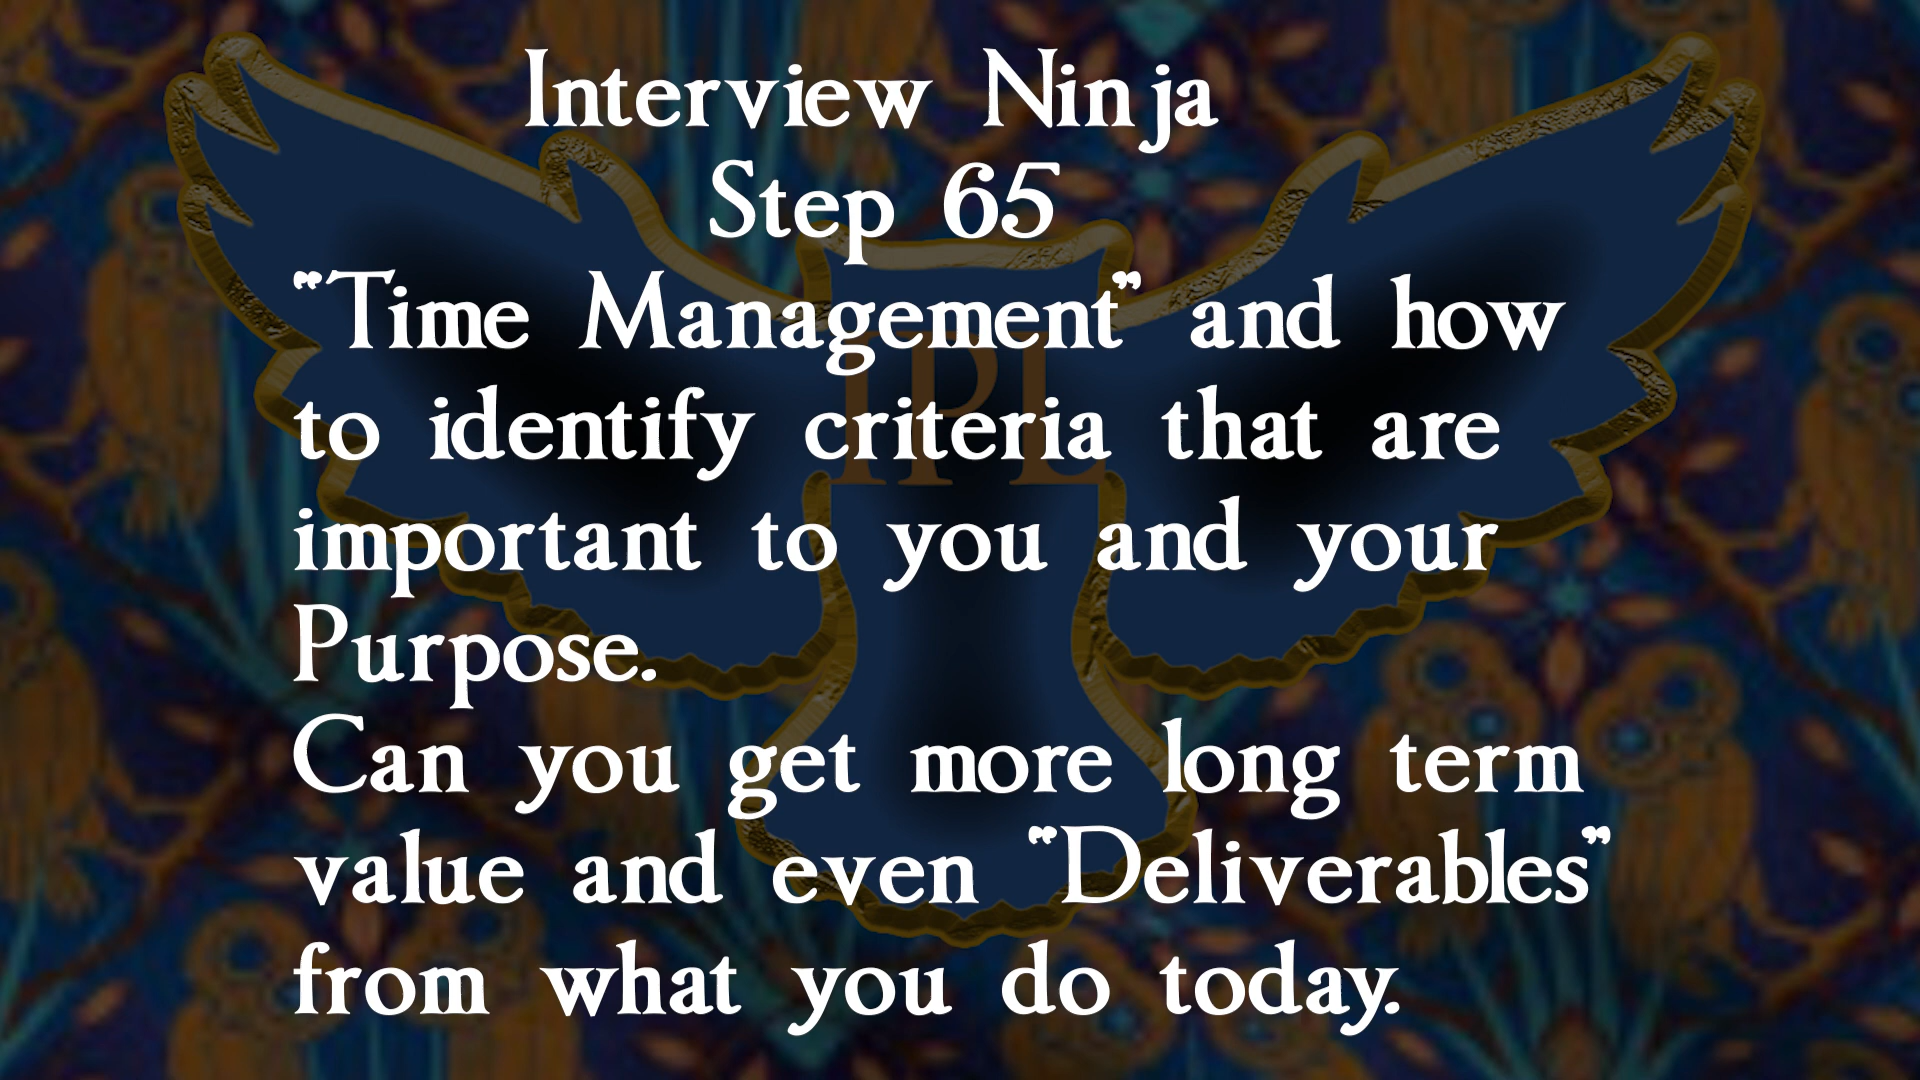 Interview Ninja
Step 65
"Time Management" and how
to identify criteria that are
important to you and your
Purpose.
Can you get more long term
value and even "Deliverables"
from what you do today.
IPL